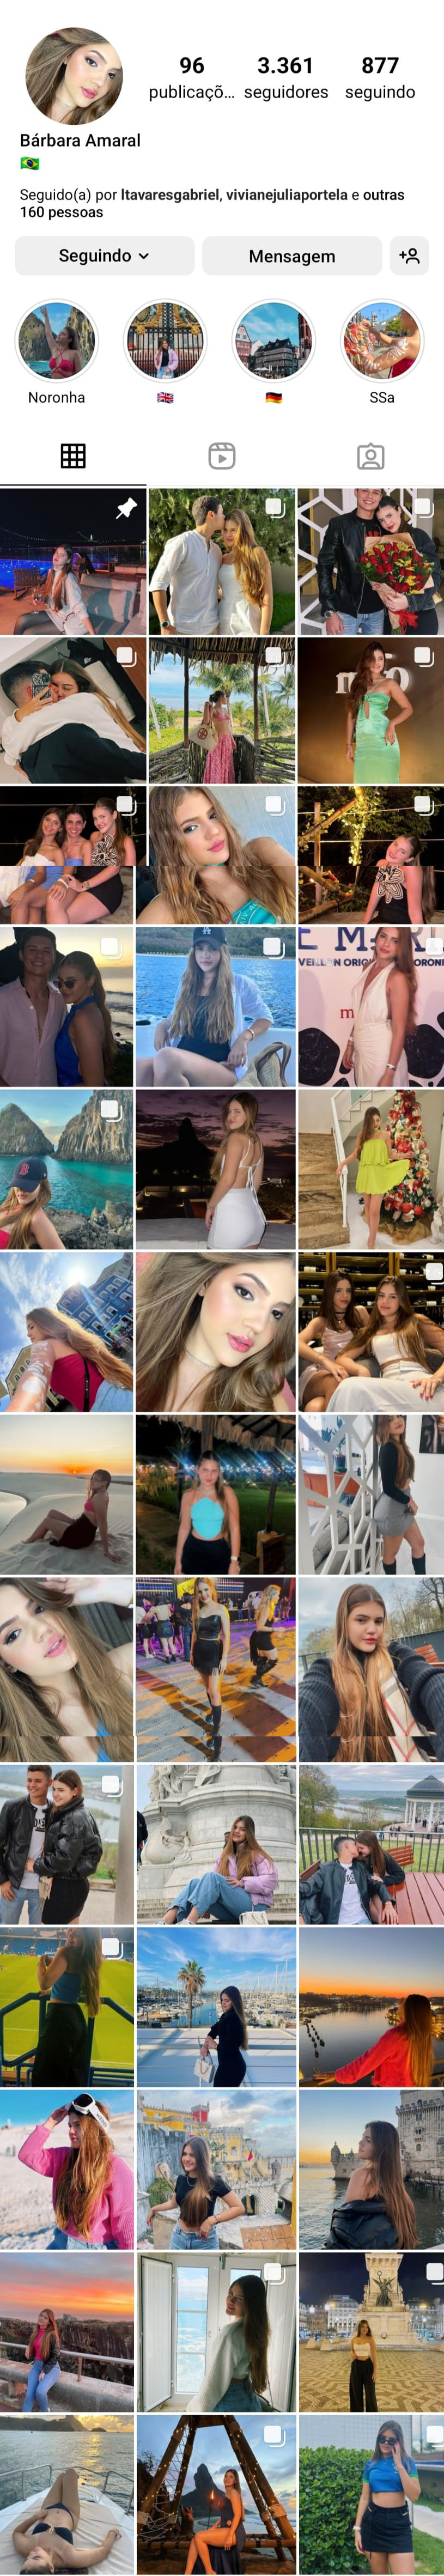 96
3.361
877
publicaçõ...
seguidores
seguindo
Bárbara Amaral
Seguido(a) por ltavaresgabriel, vivianejuliaportela e outras
160 pessoas
Seguindo
Mensagem
Noronha
SSa
m
B